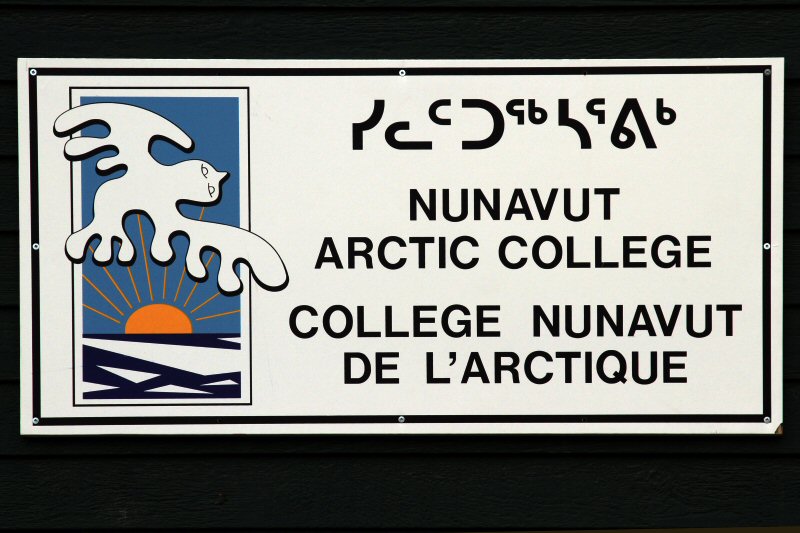 ᓯᓚᑦᑐᖅᓴᕐᕕᒃ
NUNAVUT
ARCTIC COLLEGE
COLLEGE NUNAVUT
DE L'ARCTIQUE